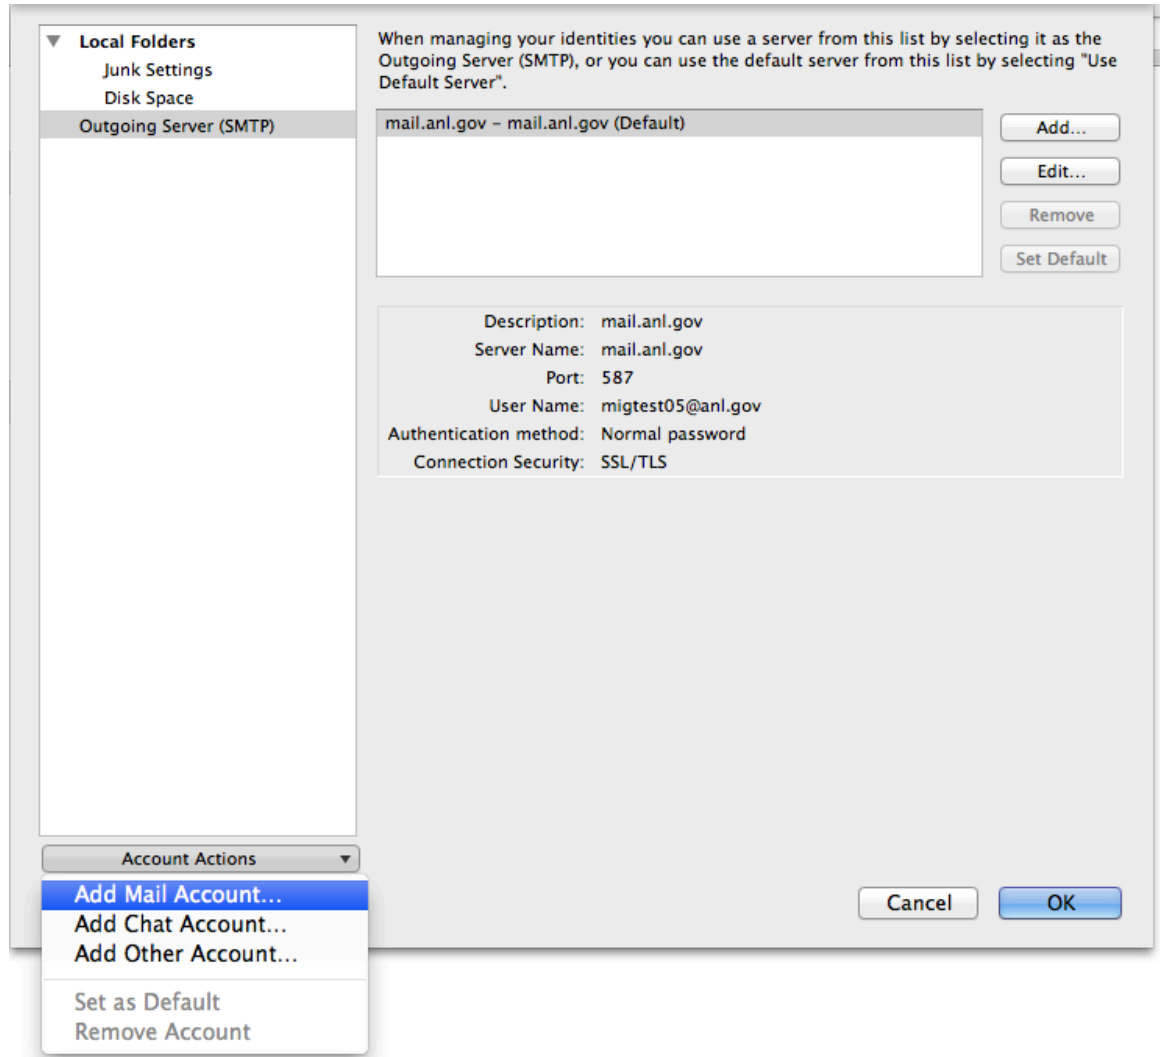 Local Folders
Junk Settings
Disk Space
Outgoing Server (SMTP)
When managing your identities you can use a server from this list by selecting it as the
Outgoing Server (SMTP), or you can use the default server from this list by selecting "Use
Default Server".
mail.anl.gov – mail.anl.gov (Default)
Add...
Edit...
Remove
Set Default
Description: mail.anl.gov
Server Name: mail.anl.gov
Port: 587
User Name: migtest05@anl.gov
Authentication method: Normal password
Connection Security: SSL/TLS
Account Actions
Add Mail Account...
Add Chat Account...
Add Other Account...
Set as Default
Remove Account
Cancel
OK